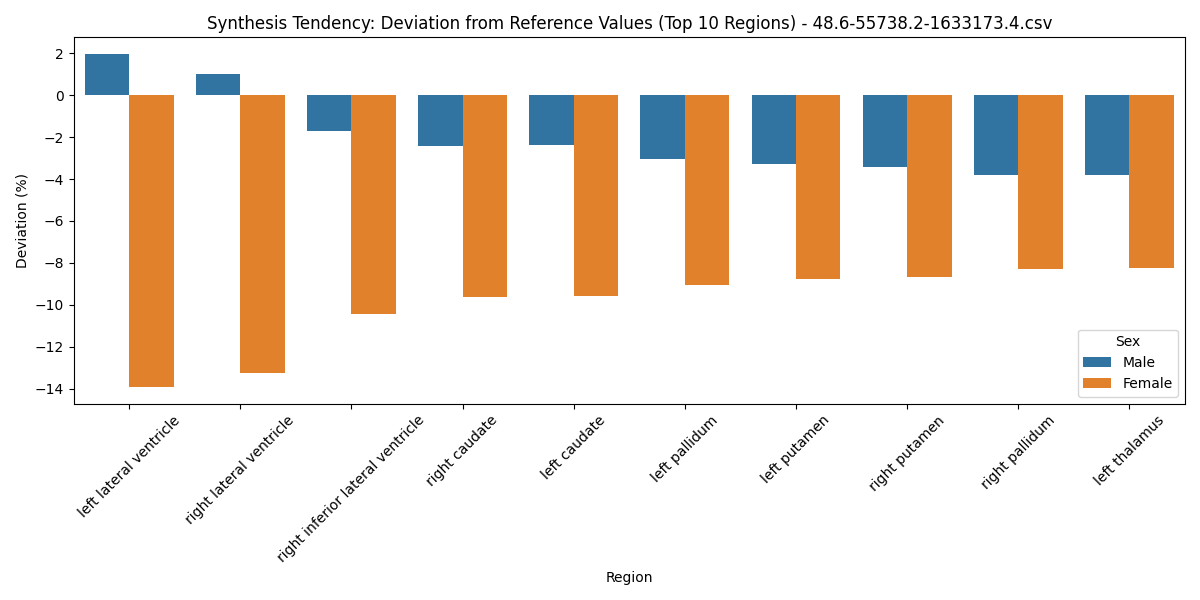 Synthesis Tendency: Deviation from Reference Values (Top 10 Regions) - 48.6-55738.2-1633173.4.csv
Deviation (%)
2
0
−2
−4
−6
−8
−10
−12
−14
Sex
Male
Female
left lateral ventricle
right lateral ventricle
right inferior lateral ventricle
right caudate
left caudate
left pallidum
left putamen
right putamen
right pallidum
left thalamus
Region